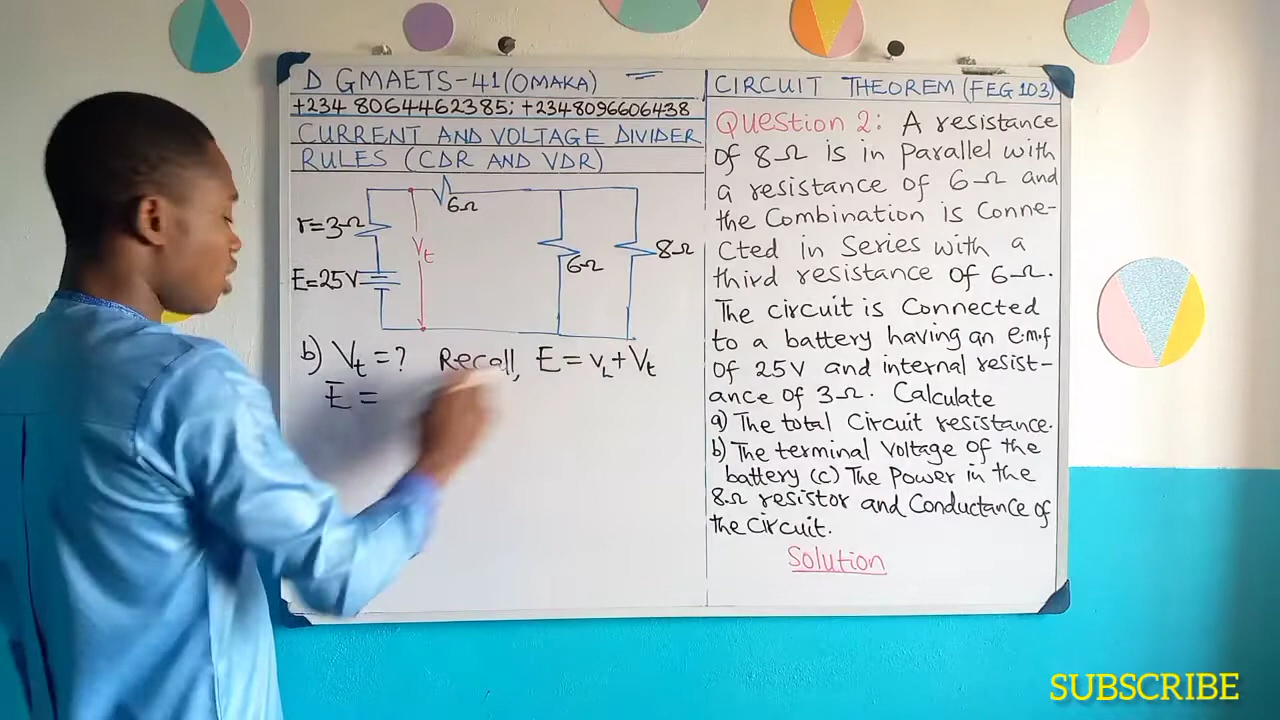 D GMAETS-41(OMAKA)
+234 8064462385; +2348096606438
CURRENT AND VOLTAGE DIVIDER
RULES (CDR AND VDR)
6Ω
r=3Ω
Vt
6Ω
8Ω
E=25V
b) Vt=? Recall, E=vL+Vt
E=
CIRCUIT THEOREM (FEG 103)
Question 2: A resistance
of 8Ω is in Parallel with
a resistance of 6Ω and
the Combination is Conne-
cted in Series with a
third resistance of 6Ω.
The circuit is Connected
to a battery having an e.m.f
of 25V and internal resist-
ance of 3Ω. Calculate
a) The total Circuit resistance.
b) The terminal Voltage of the
battery (c) The Power in the
8Ω resistor and Conductance of
the Circuit.
Solution
SUBSCRIBE